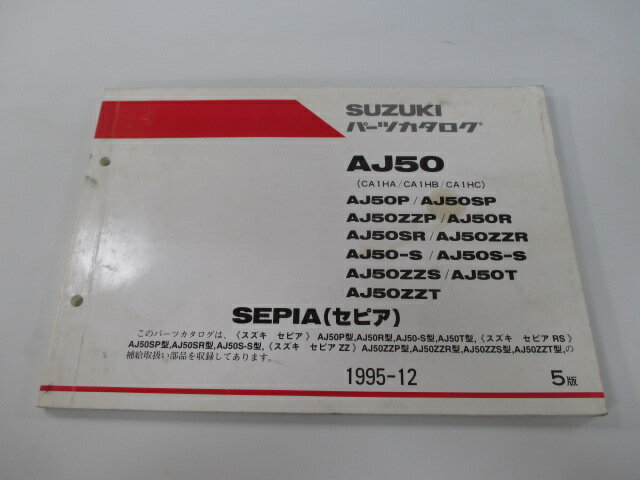 SUZUKI
パーツカタログ
AJ50
(CA1HA/CA1HB/CA1HC)
AJ50P/AJ50SP
AJ50ZZP/AJ50R
AJ50SR/AJ50ZZR
AJ50-S/AJ50S-S
AJ50ZZS/AJ50T
AJ50ZZT
SEPIA(セピア)
このパーツカタログは、〈スズキ セピア〉 AJ50P型,AJ50R型,AJ50-S型,AJ50T型,〈スズキ セピア RS〉
AJ50SP型,AJ50SR型,AJ50S-S型,〈スズキ セピア ZZ〉AJ50ZZP型,AJ50ZZR型,AJ50ZZS型,AJ50ZZT型,の
補給取扱い部品を収録してあります。
1995-12 5版